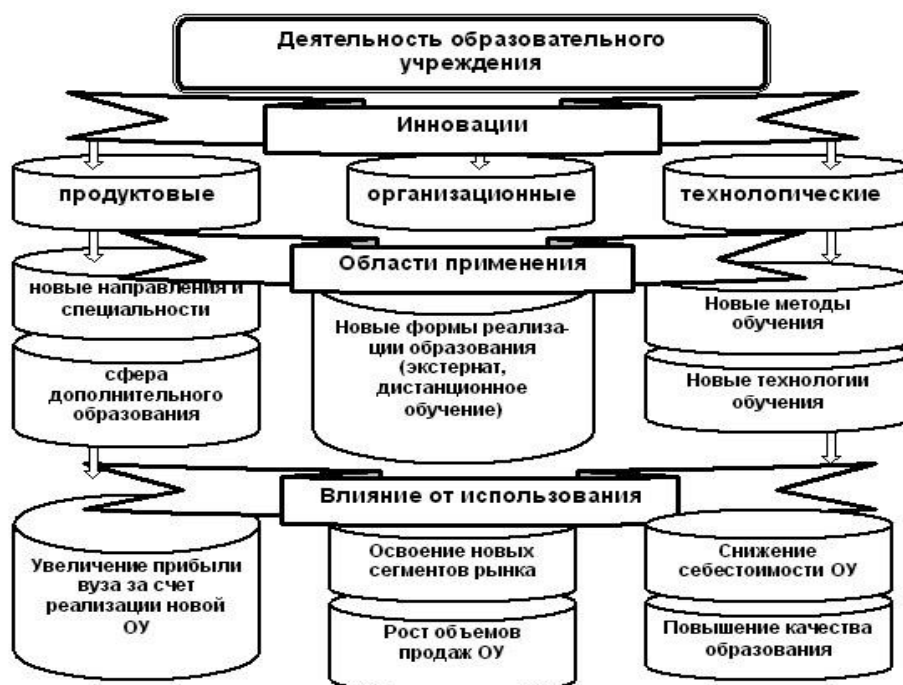 Деятельность образовательного
учреждения
Инновации
продуктовые
организационные
технологические
Области применения
новые направления и
специальности
сфера
дополнительного
образования
Новые формы реализа-
ции образования
(экстернат,
дистанционное
обучение)
Новые методы
обучения
Новые технологии
обучения
Влияние от использования
Увеличение прибыли
вуза за счет
реализации новой
ОУ
Освоение новых
сегментов рынка
Рост объемов
продаж ОУ
Снижение
себестоимости ОУ
Повышение качества
образования